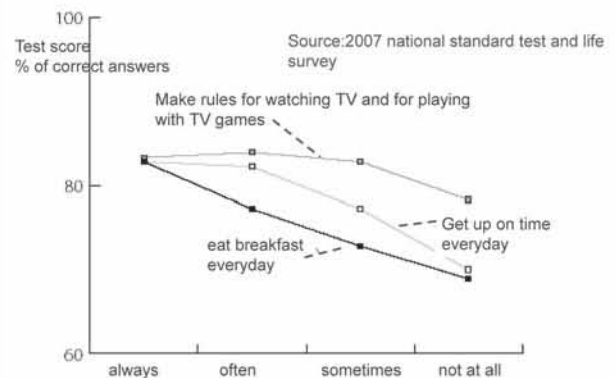 100
Test score
% of correct answers
Source:2007 national standard test and life
survey
Make rules for watching TV and for playing
with TV games
80
Get up on time
everyday
eat breakfast
everyday
60
always often sometimes not at all